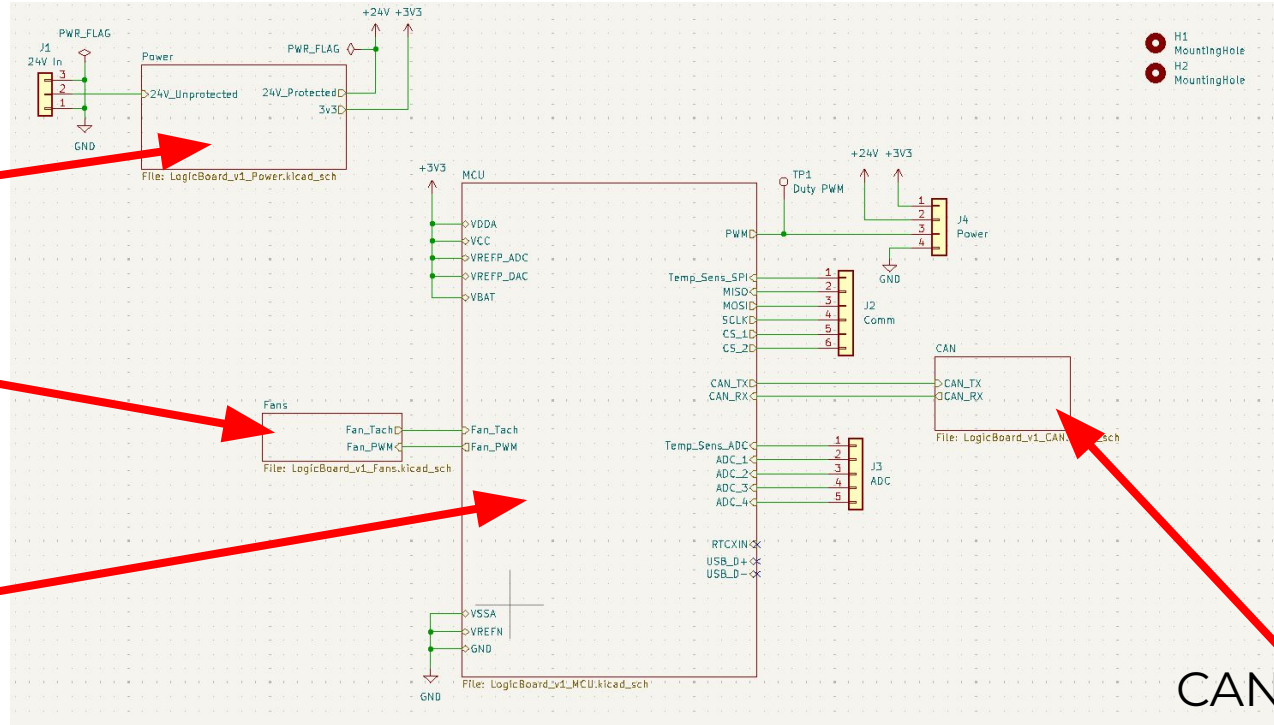 +24V +3V3
PWR_FLAG
J1
24V In
3
2
1
GND
Power
PWR_FLAG
24V_Unprotected
24V_Protected
3v3
File: LogicBoard_v1_Power.kicad_sch
H1
MountingHole
H2
MountingHole
+3V3
MCU
VDDA
VCC
VREFP_ADC
VREFP_DAC
VBAT
TP1
Duty PWM
+24V +3V3
PWM
1
2
3
4
J4
Power
GND
Temp_Sens_SPI
MISO
MOSI
SCLK
CS_1
CS_2
1
2
3
4
5
6
J2
Comm
CAN
CAN_TX
CAN_RX
CAN_TX
CAN_RX
File: LogicBoard_v1_CAN. sch
Fans
Fan_Tach
Fan_PWM
File: LogicBoard_v1_Fans.kicad_sch
Fan_Tach
Fan_PWM
Temp_Sens_ADC
ADC_1
ADC_2
ADC_3
ADC_4
1
2
3
4
5
J3
ADC
RTCXIN
USB_D+
USB_D-
VSSA
VREFN
GND
GND
File: LogicBoard_v1_MCU.kicad_sch
CAN